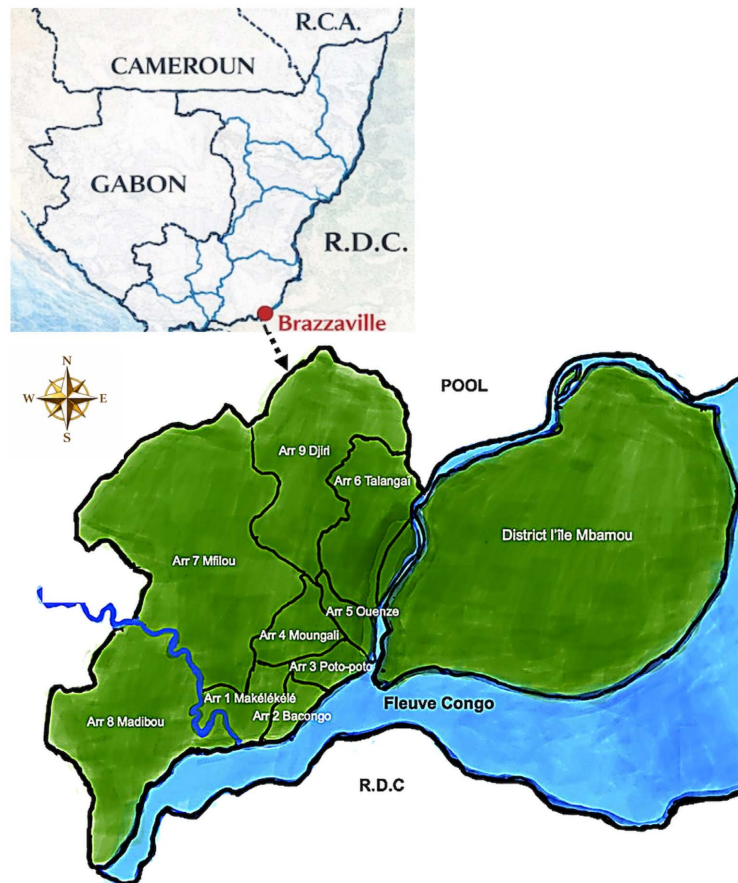 R.C.A.
CAMEROUN
GABON
R.D.C.
Brazzaville
N
W E
S
POOL
Arr 9 Djiri
Arr 6 Talangaï
District l'île Mbamou
Arr 7 Mfilou
Arr 5 Ouenze
Arr 4 Moungali
Arr 3 Poto-poto
Arr 1 Makélékélé
Fleuve Congo
Arr 2 Bacongo
Arr 8 Madibou
R.D.C